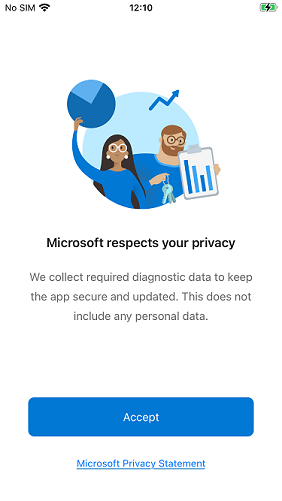 No SIM 12:10
Microsoft respects your privacy
We collect required diagnostic data to keep
the app secure and updated. This does not
include any personal data.
Accept
Microsoft Privacy Statement